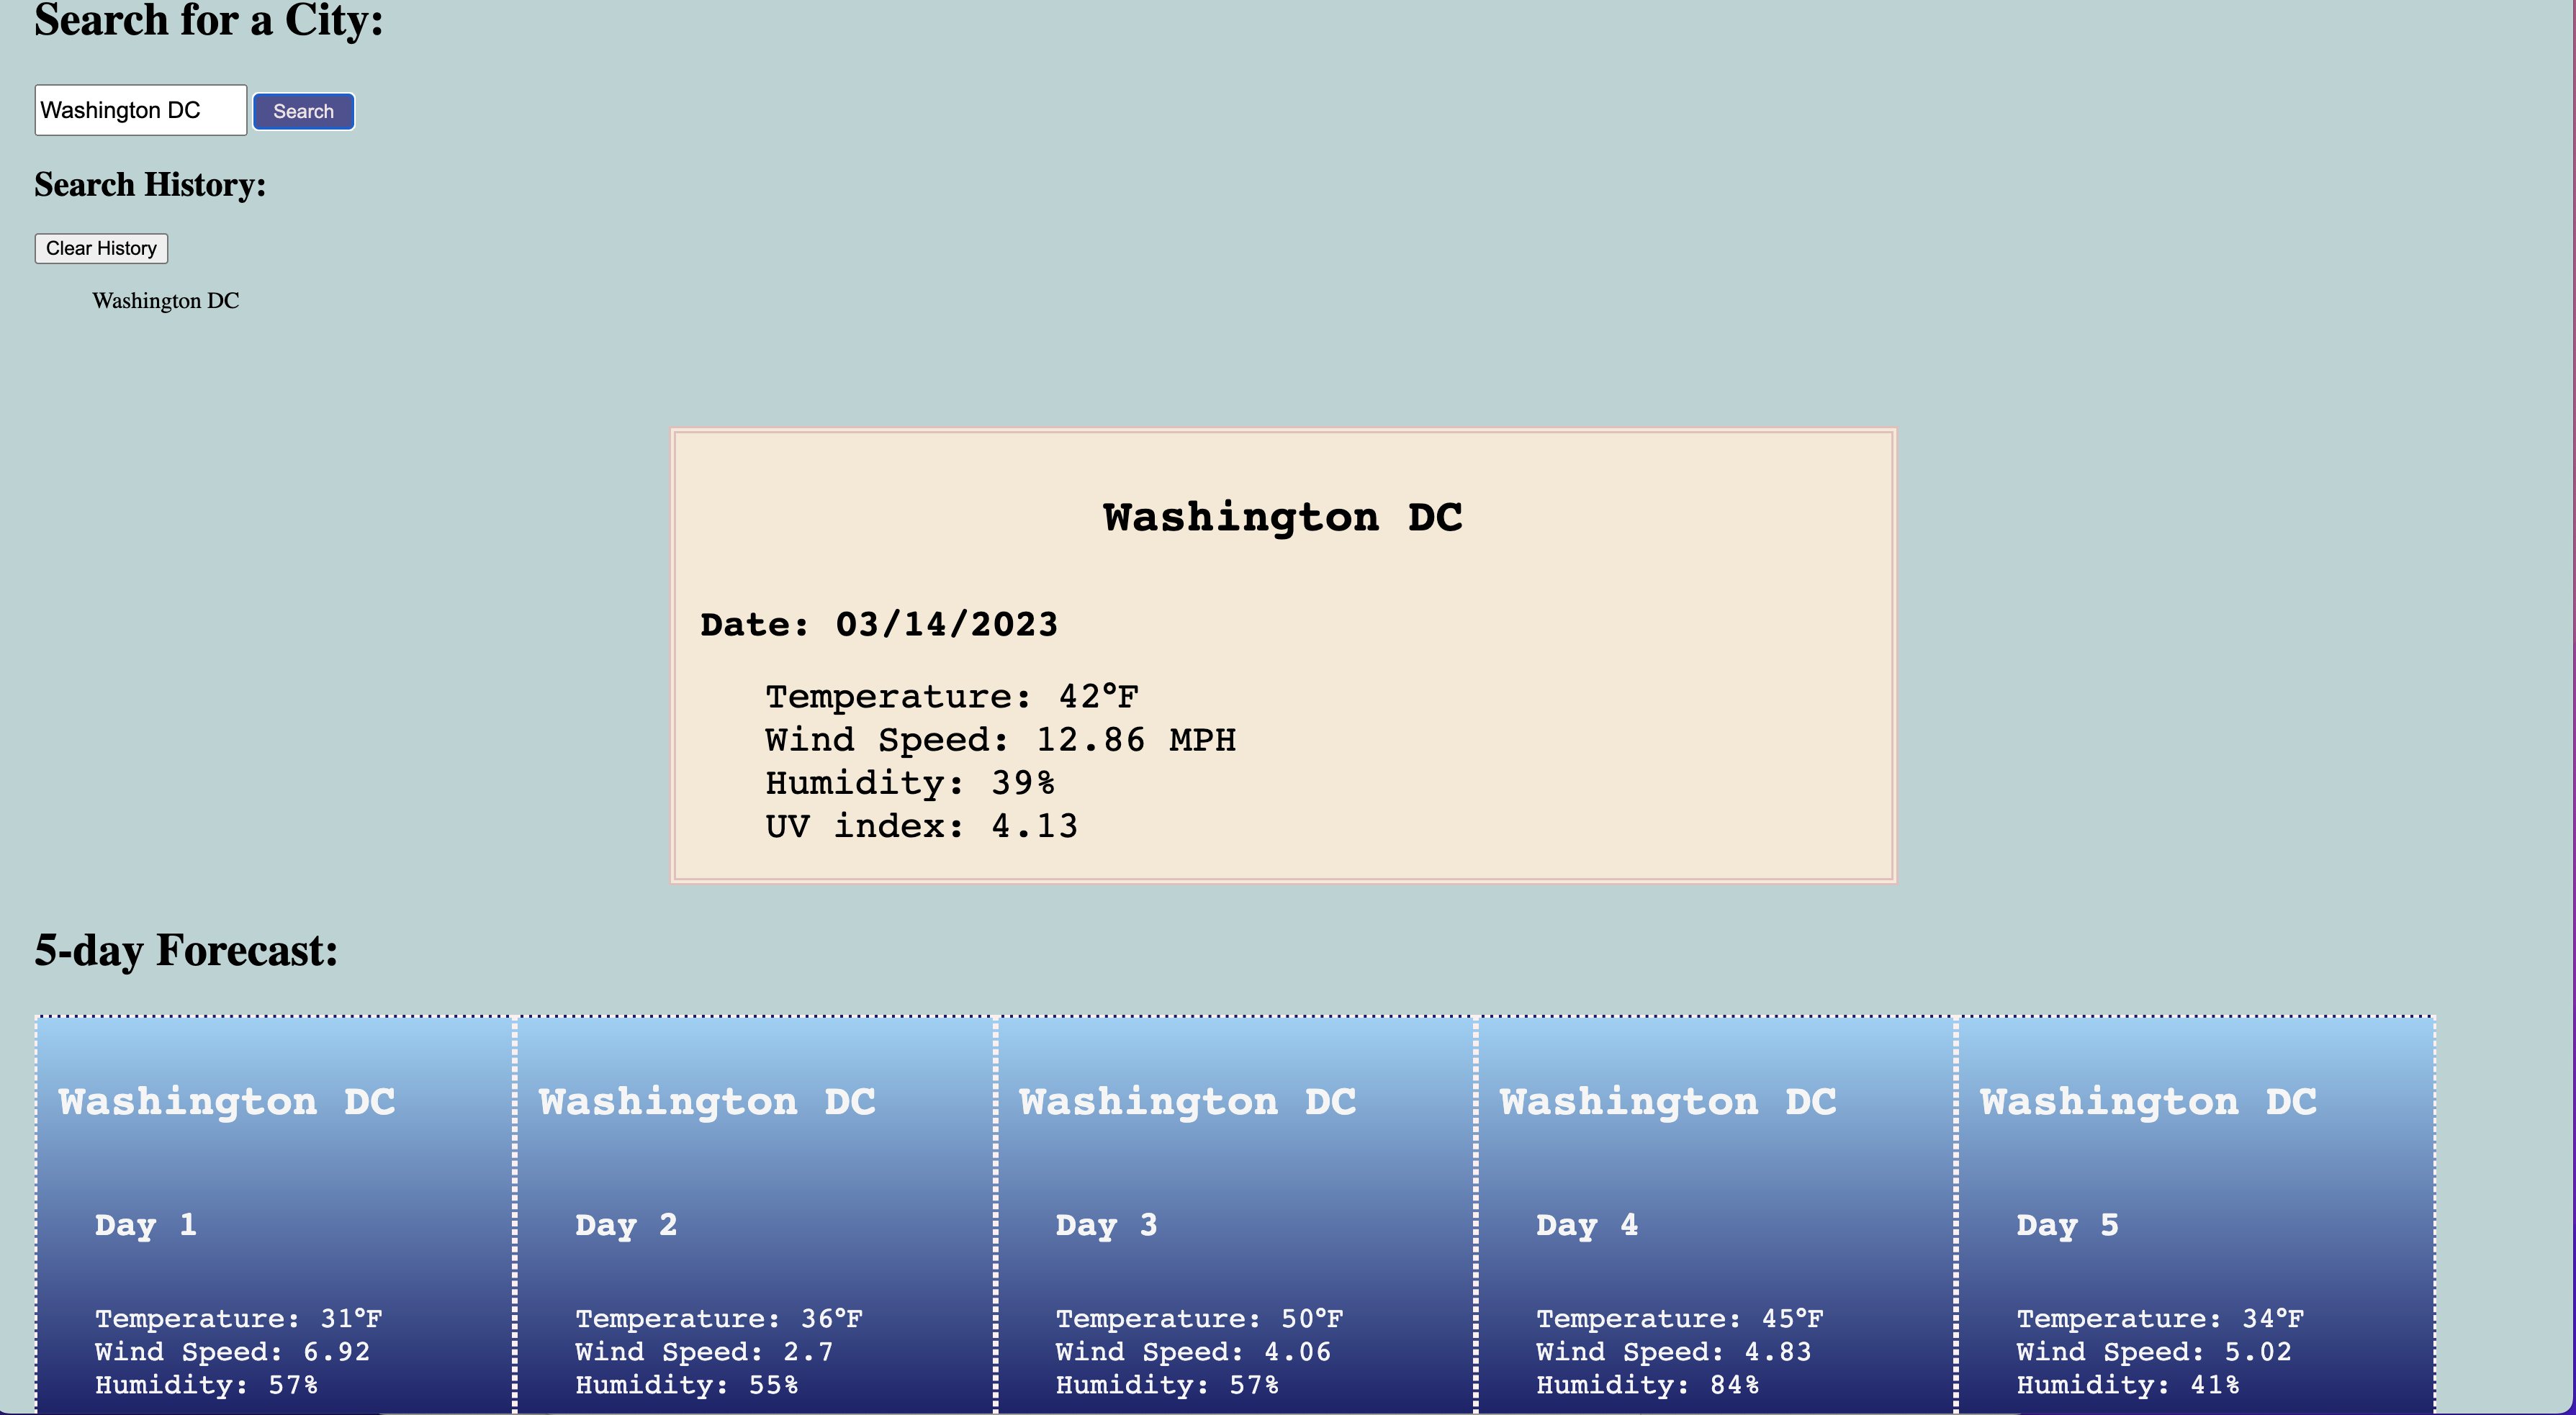 Search for a City:
Washington DC Search
Search History:
Clear History
Washington DC
Washington DC
Date: 03/14/2023
Temperature: 42°F
Wind Speed: 12.86 MPH
Humidity: 39%
UV index: 4.13
5-day Forecast:
Washington DC
Day 1
Temperature: 31°F
Wind Speed: 6.92
Humidity: 57%
Washington DC
Day 2
Temperature: 36°F
Wind Speed: 2.7
Humidity: 55%
Washington DC
Day 3
Temperature: 50°F
Wind Speed: 4.06
Humidity: 57%
Washington DC
Day 4
Temperature: 45°F
Wind Speed: 4.83
Humidity: 84%
Washington DC
Day 5
Temperature: 34°F
Wind Speed: 5.02
Humidity: 41%